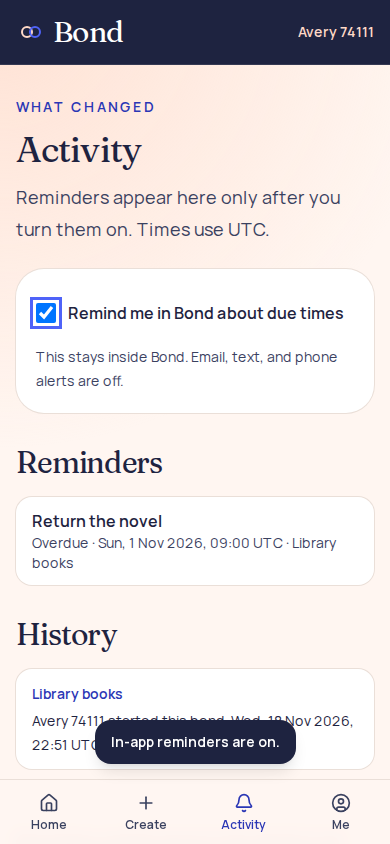 Bond
Avery 74111
WHAT CHANGED
Activity
Reminders appear here only after you
turn them on. Times use UTC.
Remind me in Bond about due times
This stays inside Bond. Email, text, and phone
alerts are off.
Reminders
Return the novel
Overdue · Sun, 1 Nov 2026, 09:00 UTC · Library
books
History
Library books
Avery 74111 started this bond. Wed, 18 Nov 2026,
22:51 UTC
In-app reminders are on.
Home
Create
Activity
Me